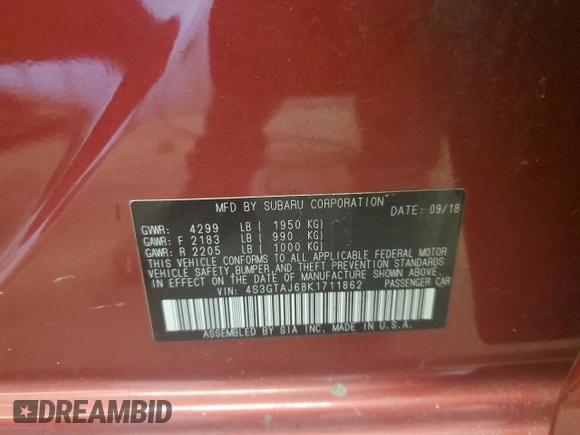 MFD BY SUBARU CORPORATION
DATE: 09/18
GVWR: 4299 LB ( 1950 KG)
GAWR: F 2183 LB ( 990 KG)
GAWR: R 2205 LB ( 1000 KG)
THIS VEHICLE CONFORMS TO ALL APPLICABLE FEDERAL MOTOR
VEHICLE SAFETY,BUMPER,AND THEFT PREVENTION STANDARDS
IN EFFECT ON THE DATE OF MANUFACTURE SHOWN ABOVE.
VIN: 4S3GTAJ68K1711862 PASSENGER CAR
ASSEMBLED BY SIA INC. MADE IN U.S.A.
DREAMBID